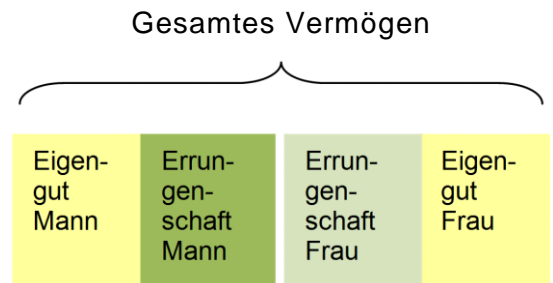 Gesamtes Vermögen
Eigen-
gut
Mann
Errun-
gen-
schaft
Mann
Errun-
gen-
schaft
Frau
Eigen-
gut
Frau